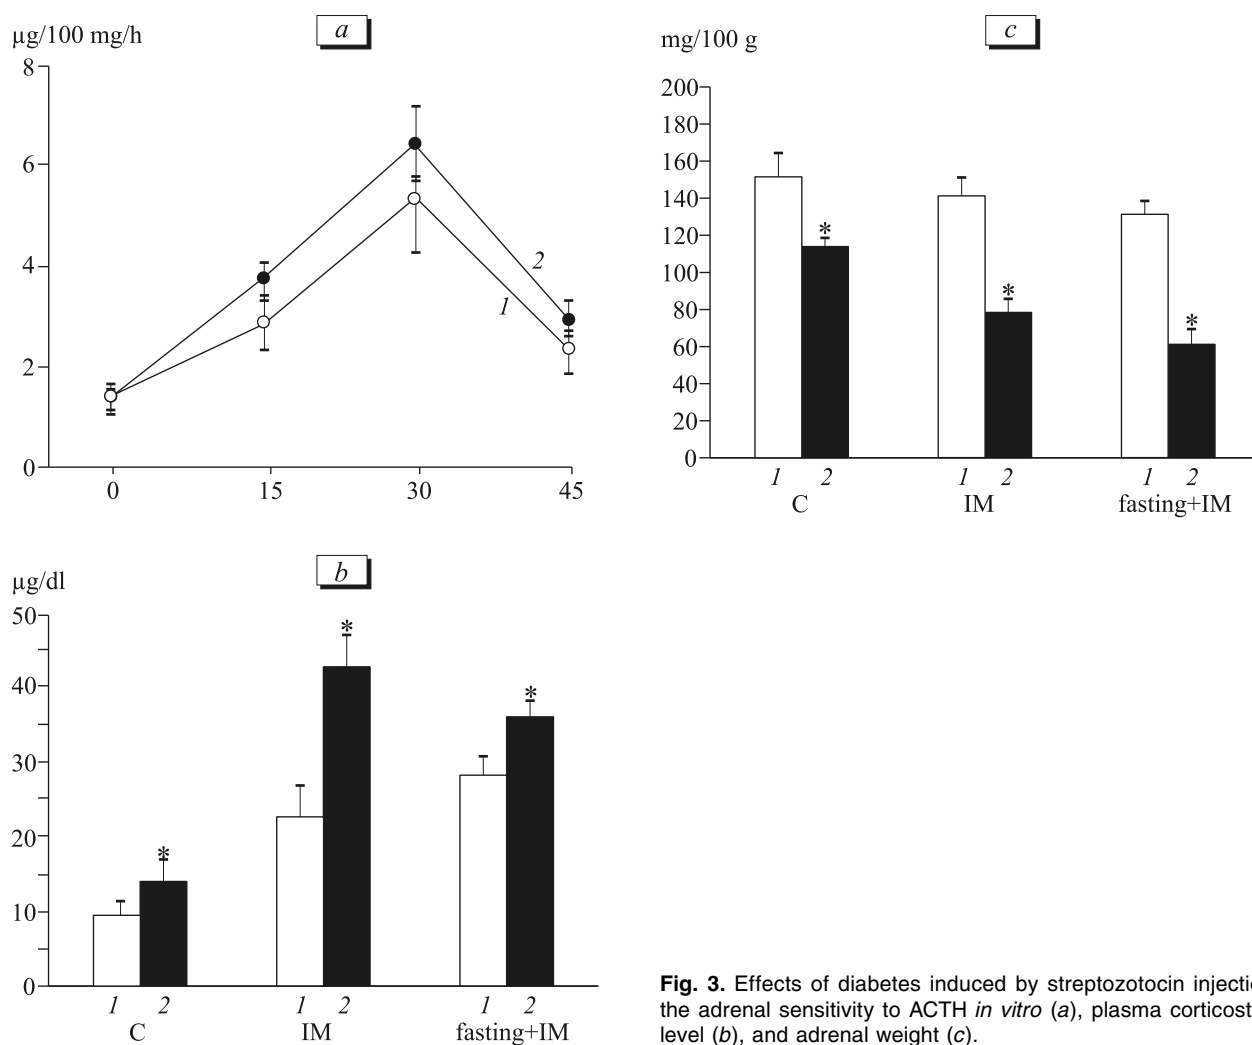 a
µg/100 mg/h
8
6
4
2
0
2
1
0 15 30 45
b
µg/dl
50
40
30
20
10
0
*
*
*
1 2 1 2 1 2
C IM fasting+IM
c
mg/100 g
200
180
160
140
120
100
80
60
40
20
0
*
*
*
1 2 1 2 1 2
C IM fasting+IM
Fig. 3. Effects of diabetes induced by streptozotocin injectio
the adrenal sensitivity to ACTH in vitro (a), plasma corticost
level (b), and adrenal weight (c).